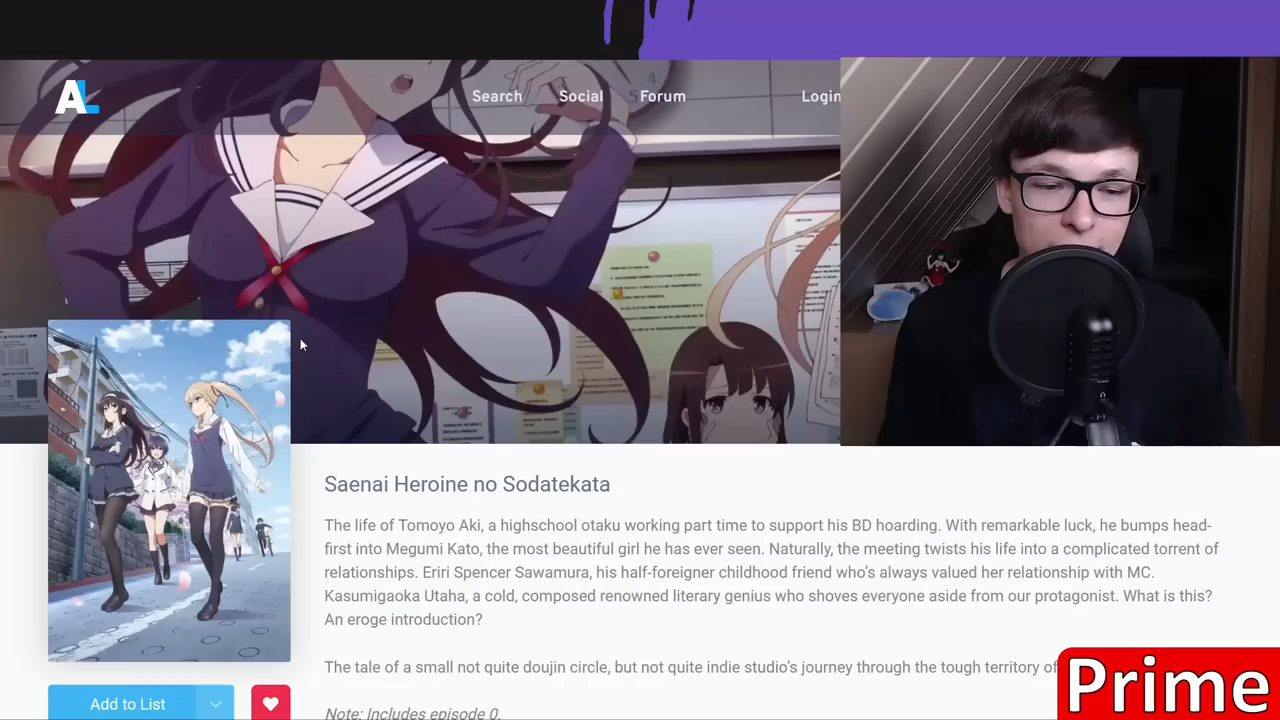 AL
Search Social Forum Login
Saenai Heroine no Sodatekata
The life of Tomoyo Aki, a highschool otaku working part time to support his BD hoarding. With remarkable luck, he bumps head-
first into Megumi Kato, the most beautiful girl he has ever seen. Naturally, the meeting twists his life into a complicated torrent of
relationships. Eriri Spencer Sawamura, his half-foreigner childhood friend who's always valued her relationship with MC.
Kasumigaoka Utaha, a cold, composed renowned literary genius who shoves everyone aside from our protagonist. What is this?
An eroge introduction?
The tale of a small not quite doujin circle, but not quite indie studio's journey through the tough territory of
Note: Includes episode 0.
Add to List
Prime